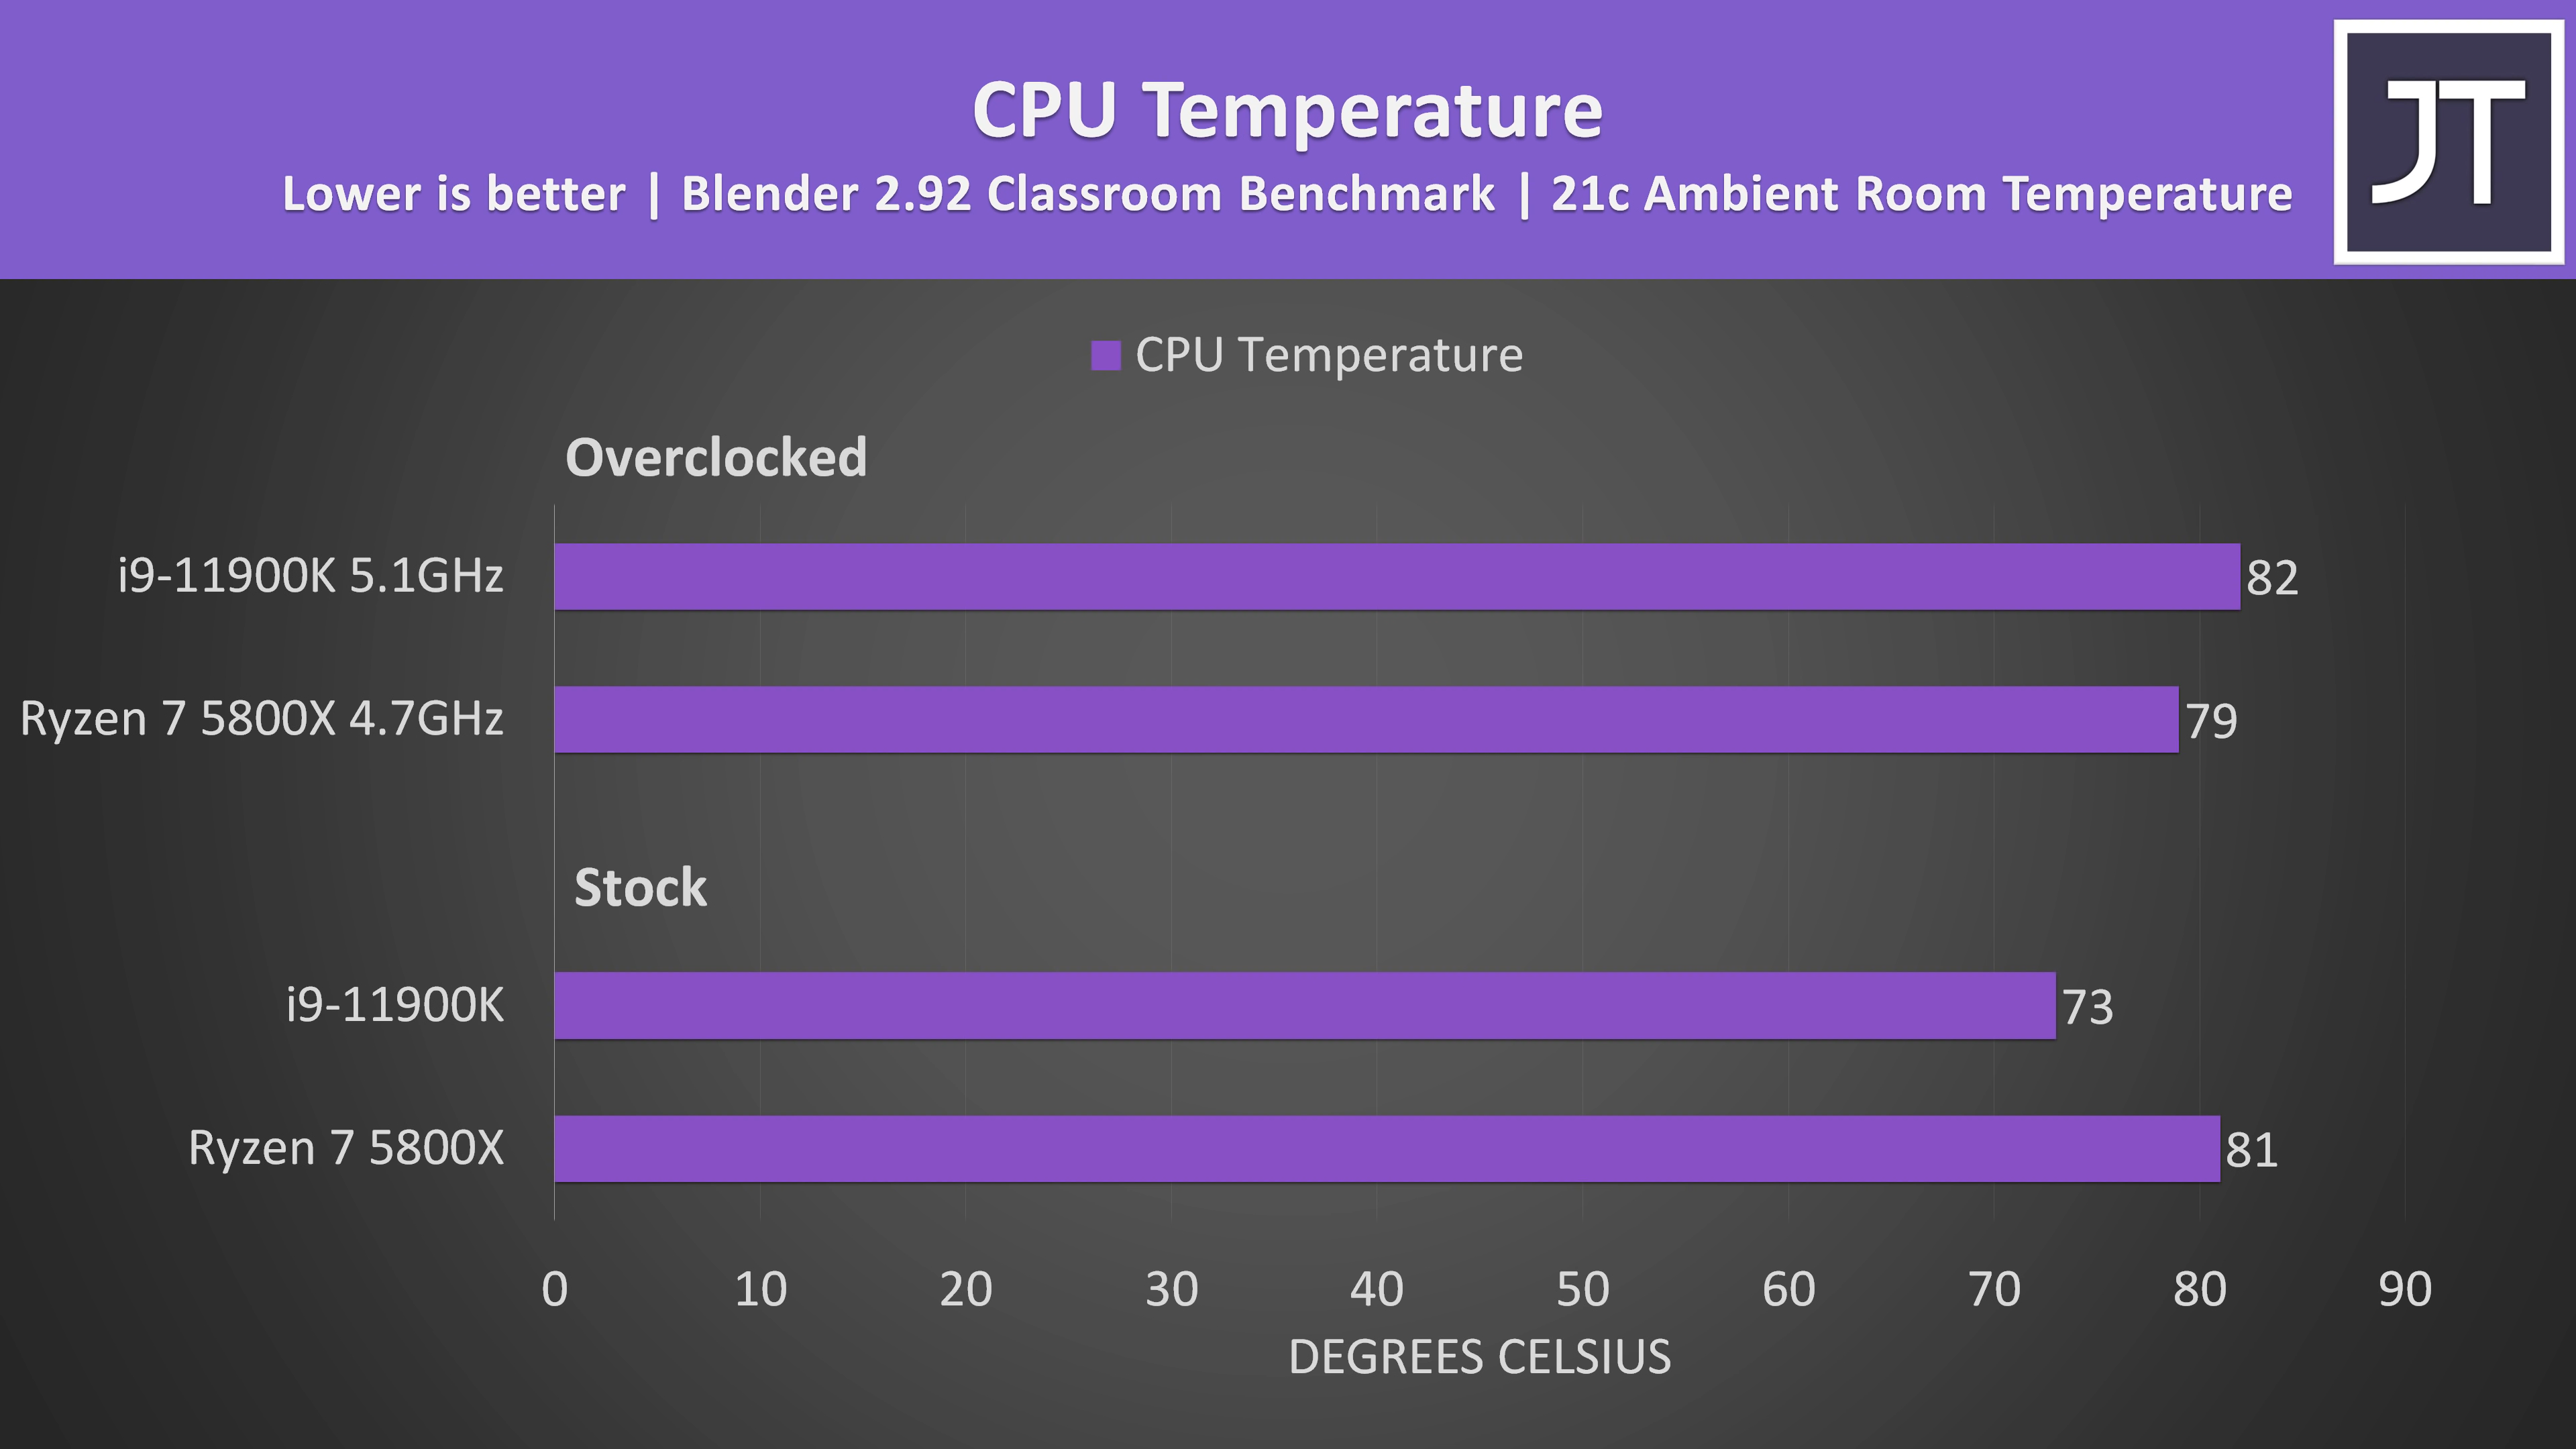 CPU Temperature
Lower is better | Blender 2.92 Classroom Benchmark | 21c Ambient Room Temperature
JT
CPU Temperature
Overclocked
i9-11900K 5.1GHz
82
Ryzen 7 5800X 4.7GHz
79
Stock
i9-11900K
73
Ryzen 7 5800X
81
0 10 20 30 40 50 60 70 80 90
DEGREES CELSIUS